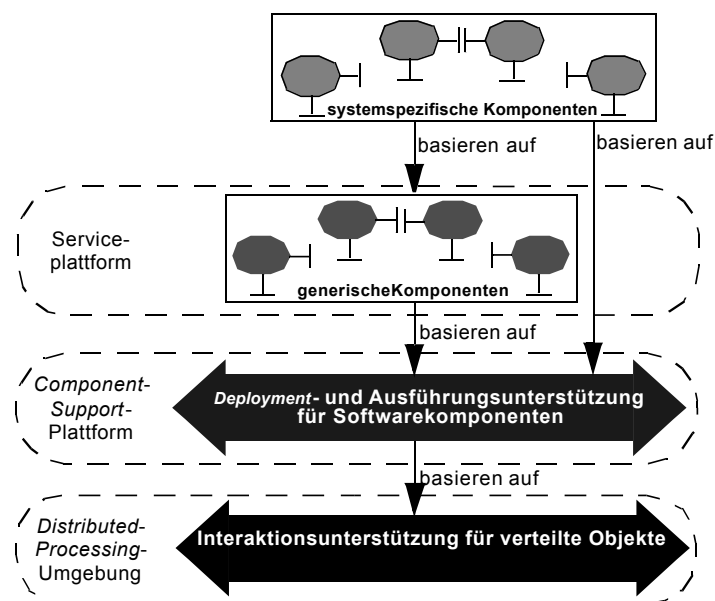 systemspezifische Komponenten
basieren auf
basieren auf
Service-
plattform
generischeKomponenten
basieren auf
Component-
Support-
Plattform
Deployment- und Ausführungsunterstützung
für Softwarekomponenten
basieren auf
Distributed-
Processing-
Umgebung
Interaktionsunterstützung für verteilte Objekte